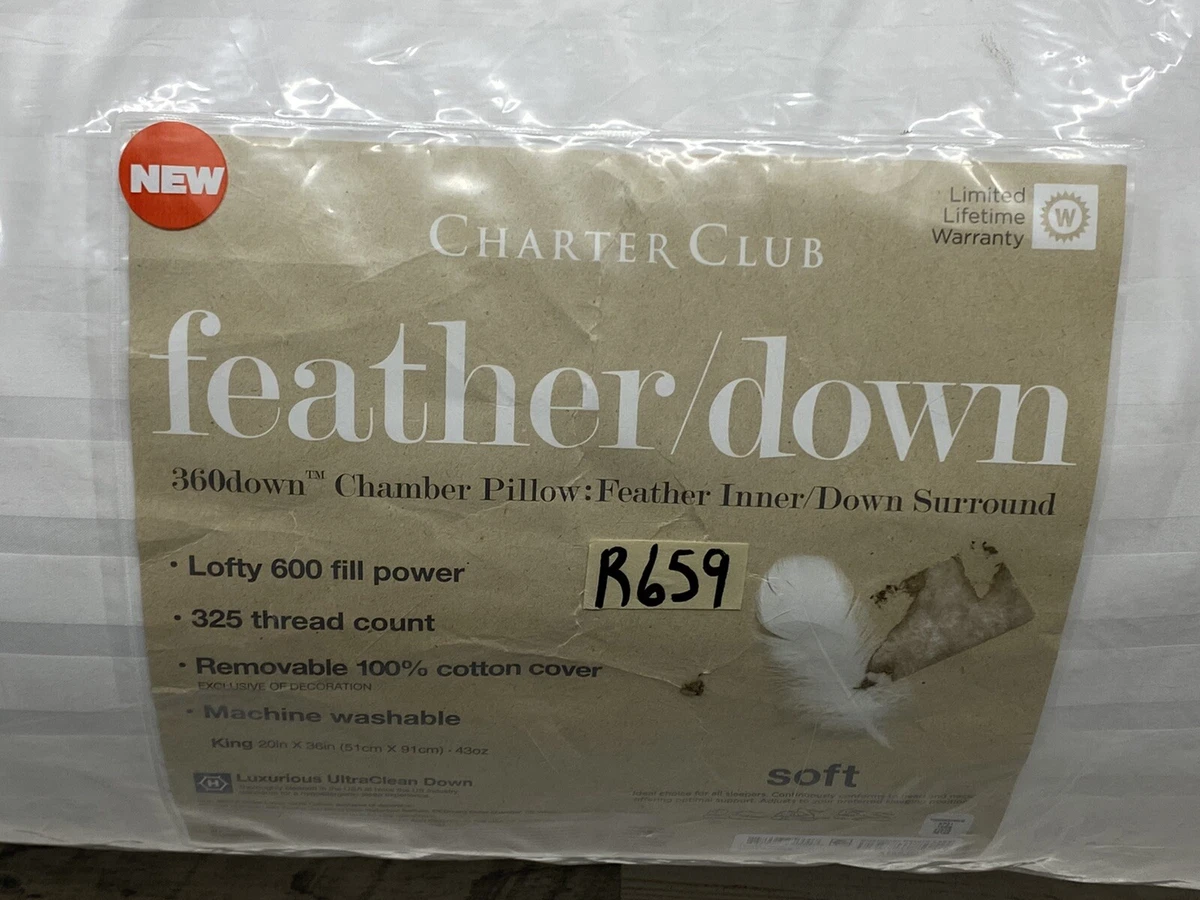 NEW
Limited
Lifetime
Warranty
W
CHARTER CLUB
feather/down
360down™ Chamber Pillow: Feather Inner/Down Surround
• Lofty 600 fill power
R659
• 325 thread count
• Removable 100% cotton cover
EXCLUSIVE OF DECORATION
• Machine washable
King 20in X 36in (51cm X 91cm) - 43oz
H Luxurious UltraClean Down
soft